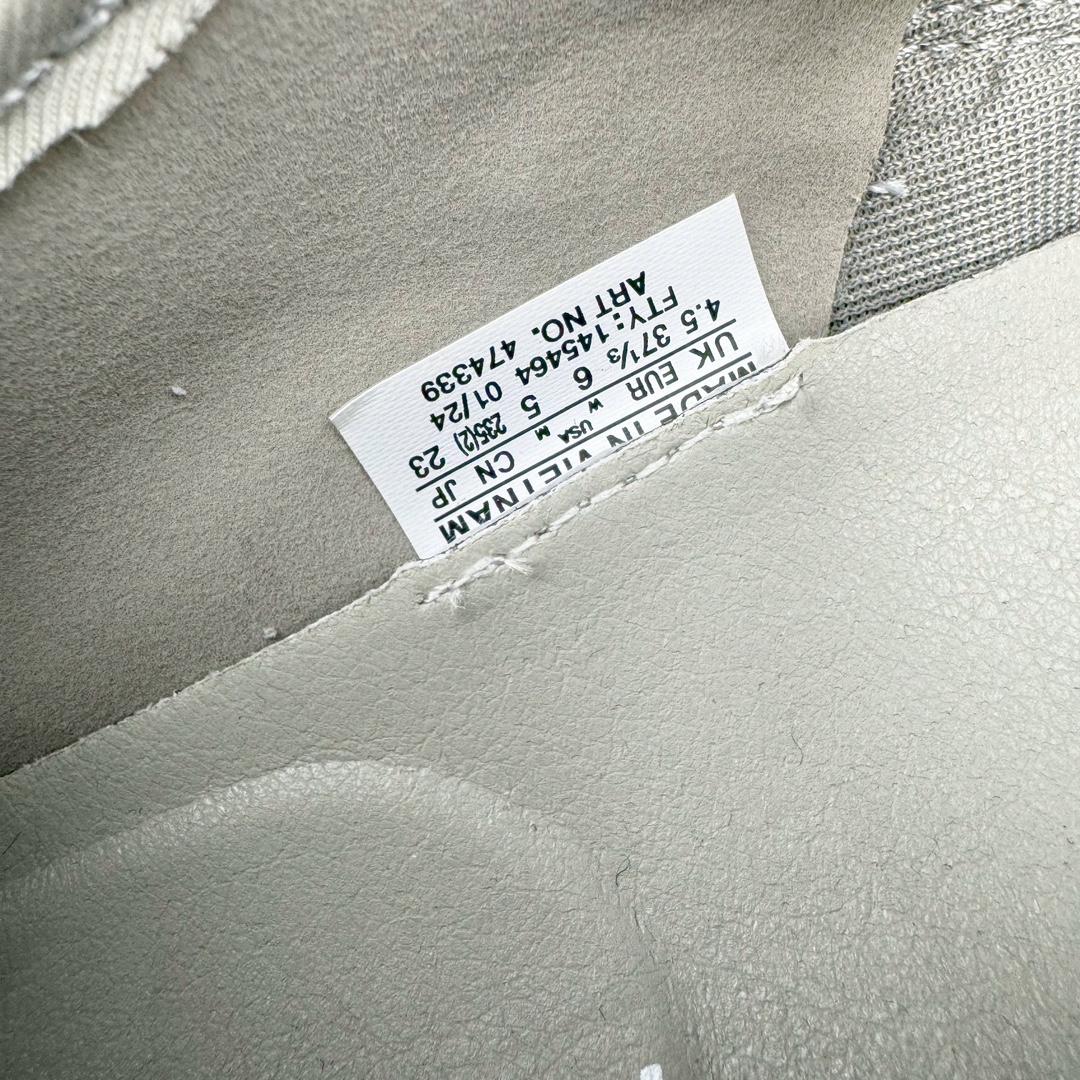 MADE IN VIETNAM
UK EUR USA CN JP
W M
4.5 37⅓ 6 5 235(2) 23
FTY: 145464 01/24
ART NO. 474339